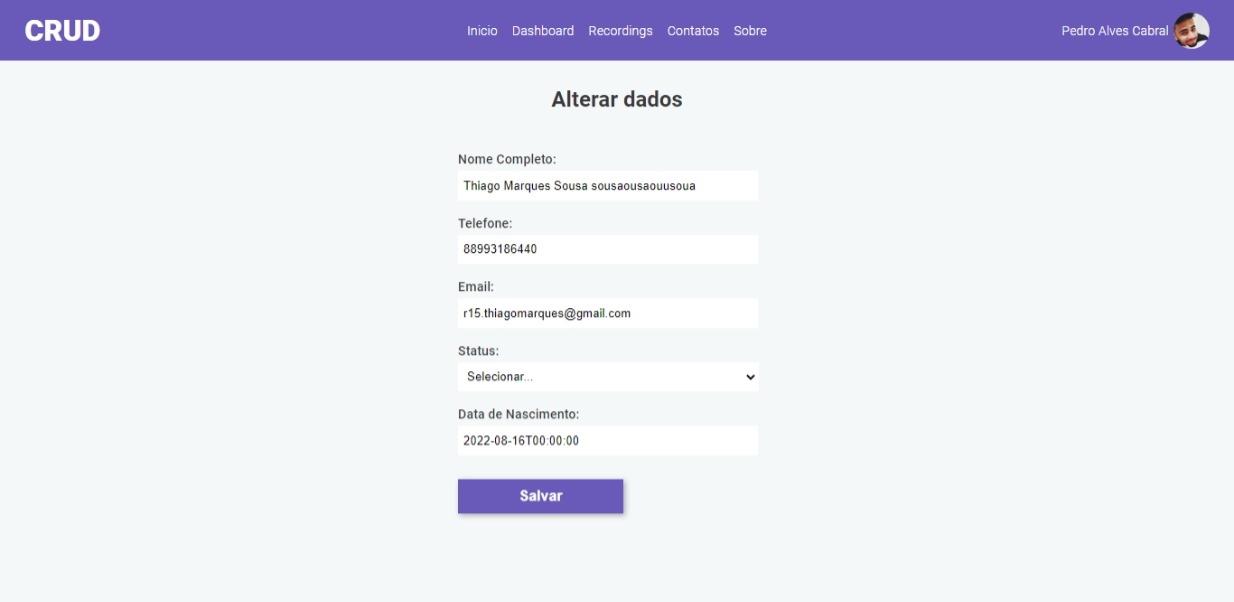 CRUD
Inicio Dashboard Recordings Contatos Sobre
Pedro Alves Cabral
Alterar dados
Nome Completo:
Thiago Marques Sousa sousaousaouusoua
Telefone:
88993186440
Email:
r15.thiagomarques@gmail.com
Status:
Selecionar...
Data de Nascimento:
2022-08-16T00:00:00
Salvar